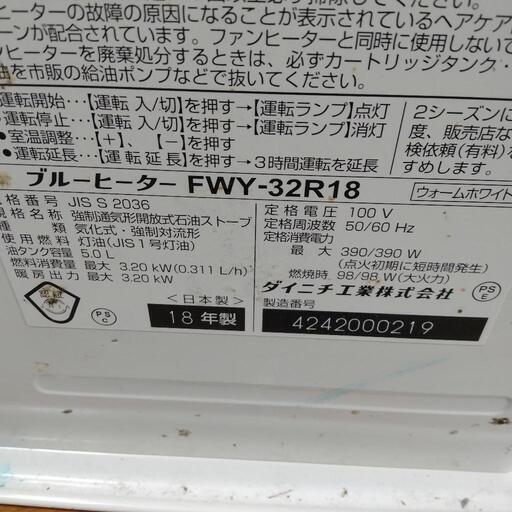 ヒーターの故障の原因になることが表示されているヘアケア
ーンが配合されています。ファンヒーターと同時に使用しないで
ンヒーターを廃棄処分するときは、必ずカートリッジタンク・
油を市販の給油ポンプなどで抜いてください。
運転開始…【運転 入/切】を押す→【運転ランプ】点灯
運転停止…【運転 入/切】を押す→【運転ランプ】消灯
●室温調整…【＋】、【－】を押す
●運転延長…【運転延長】を押す→3時間運転を延長
2シーズンに
度、販売店な
検依頼(有料)を
すめします。
ブルーヒーター FWY-32R18
ウォームホワイト
格番号 JIS S 2036
規格名称 強制通気形開放式石油ストーブ
種類 気化式・強制対流形
使用燃料 灯油(JIS1号灯油)
油タンク容量 5.0 L
燃料消費量 最大 3.20 kW(0.311 L/h)
暖房出力 最大 3.20 kW
定格電圧 100 V
定格周波数 50/60 Hz
定格消費電力
最大 390/390 W
(点火初期に短時間発生)
燃焼時 98/98 W(大火力)
ダイニチ工業株式会社
PS
E
認証
PS
C
<日本製>
18年製
製造番号
4242000219